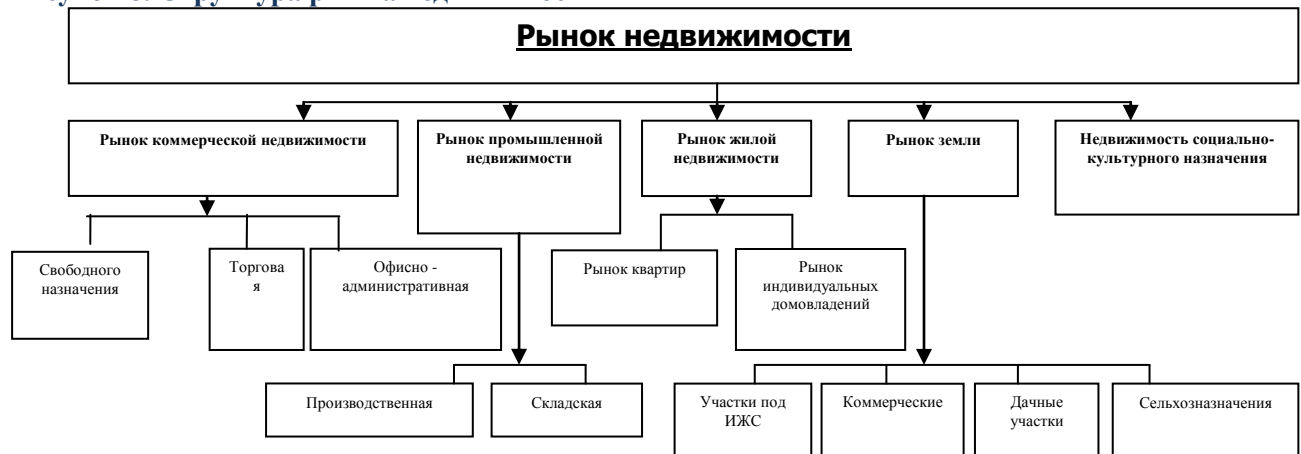 Рынок недвижимости
Рынок коммерческой недвижимости
Рынок промышленной
недвижимости
Рынок жилой
недвижимости
Рынок земли
Недвижимость социально-
культурного назначения
Свободного
назначения
Торгова
я
Офисно -
административная
Рынок квартир
Рынок
индивидуальных
домовладений
Производственная
Складская
Участки под
ИЖС
Коммерческие
Дачные
участки
Сельхозназначения